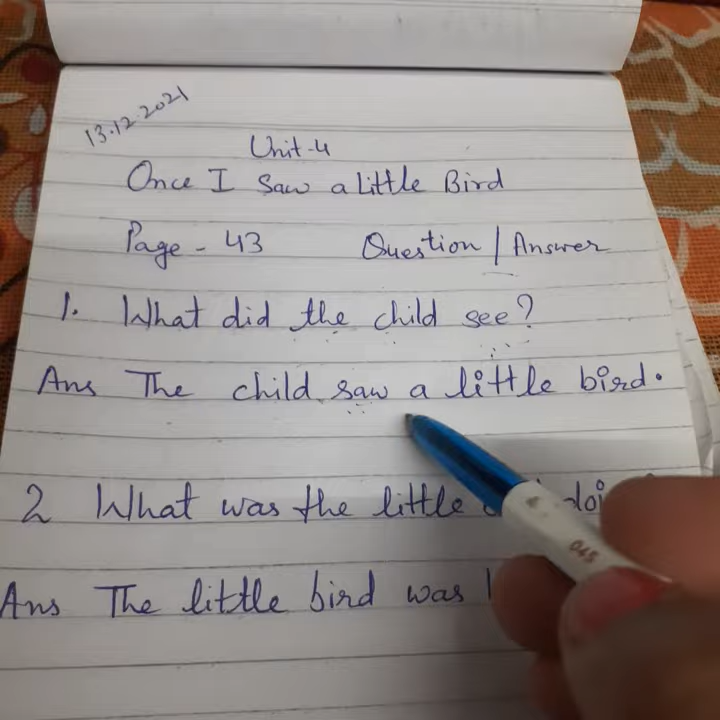 13.12.2021
Unit-4
Once I Saw a Little Bird
Page - 43 Question | Answer
1. What did the child see?
Ans The child saw a little bird.
2 What was the little
Ans The little bird was
045